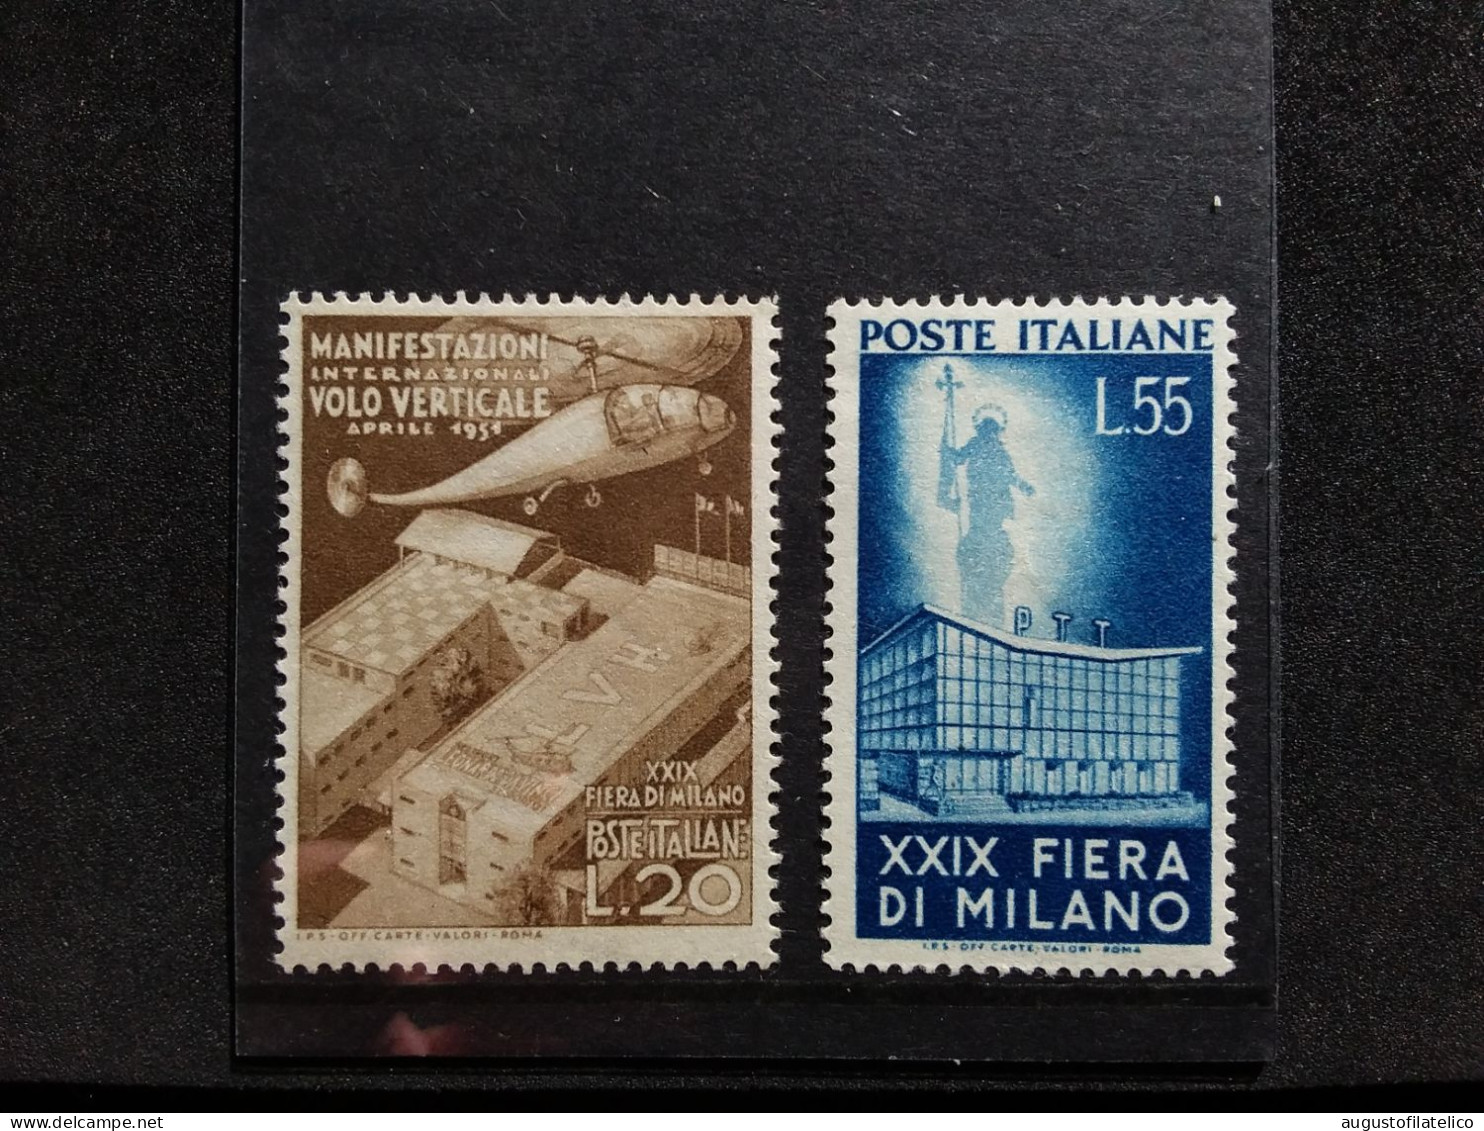 MANIFESTAZIONI
INTERNAZIONALI
VOLO VERTICALE
APRILE 1951
L V H
XXIX
FIERA DI MILANO
POSTE ITALIANE
L.20
I.P.S - OFF. CARTE - VALORI - ROMA
POSTE ITALIANE
L.55
P T T
XXIX FIERA
DI MILANO
I.P.S - OFF. CARTE - VALORI - ROMA
augustofilatelico